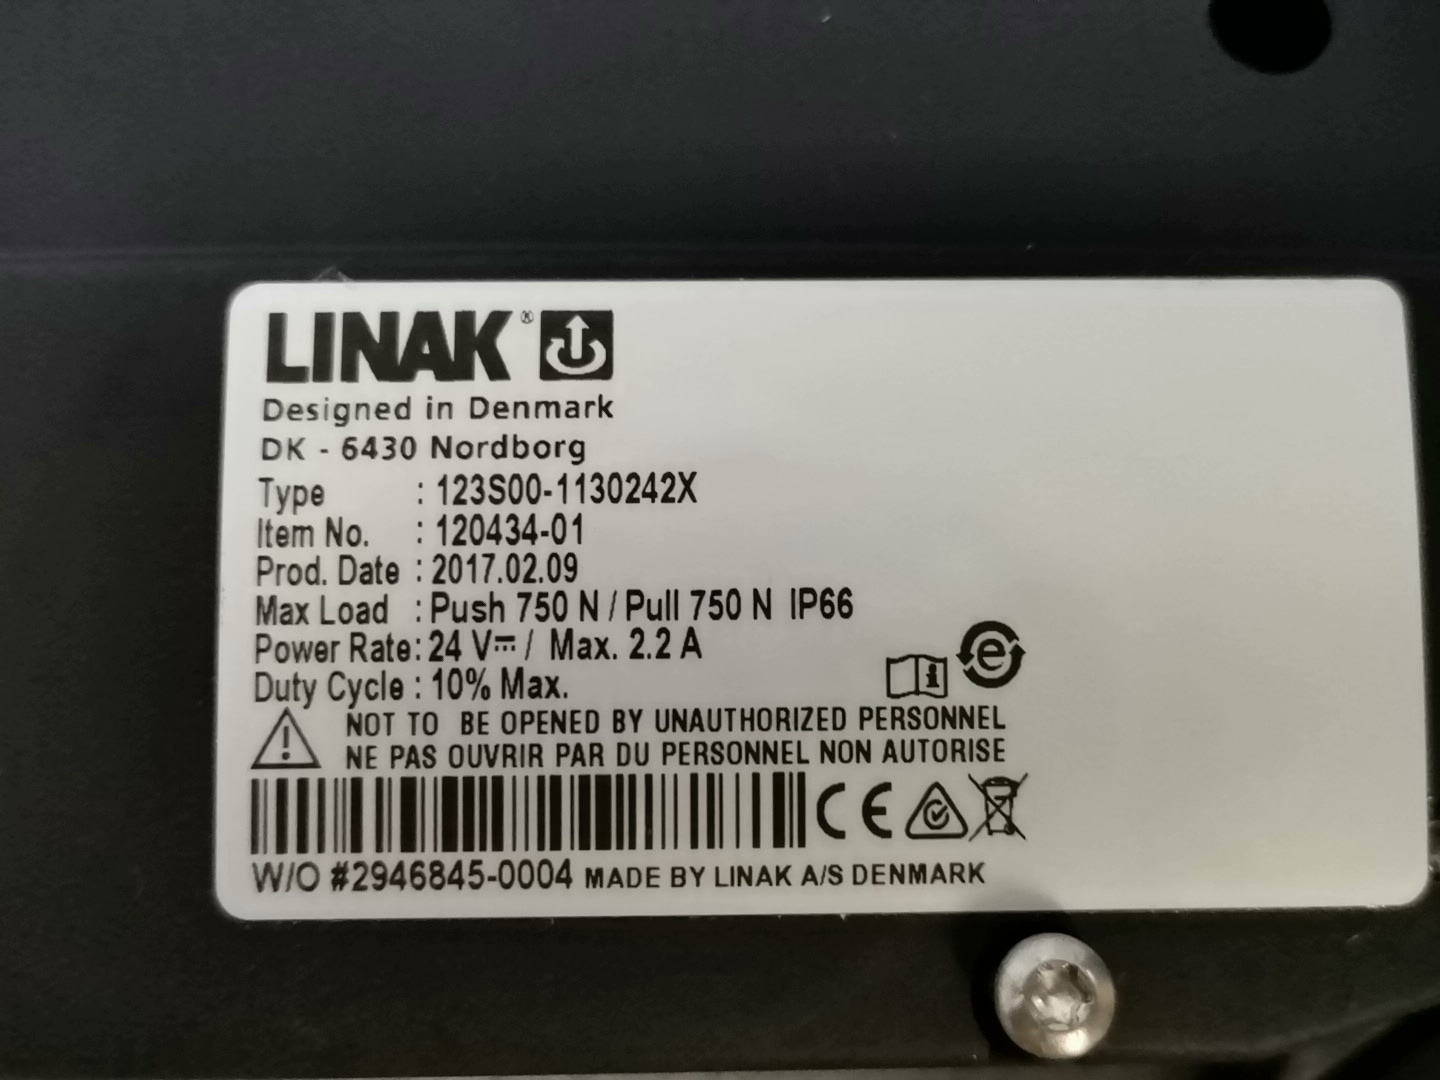 LINAK®
Designed in Denmark
DK - 6430 Nordborg
Type : 123S00-1130242X
Item No. : 120434-01
Prod. Date : 2017.02.09
Max Load : Push 750 N / Pull 750 N IP66
Power Rate: 24 V⎓ / Max. 2.2 A
Duty Cycle : 10% Max.
NOT TO BE OPENED BY UNAUTHORIZED PERSONNEL
NE PAS OUVRIR PAR DU PERSONNEL NON AUTORISE
CE
W/O #2946845-0004 MADE BY LINAK A/S DENMARK